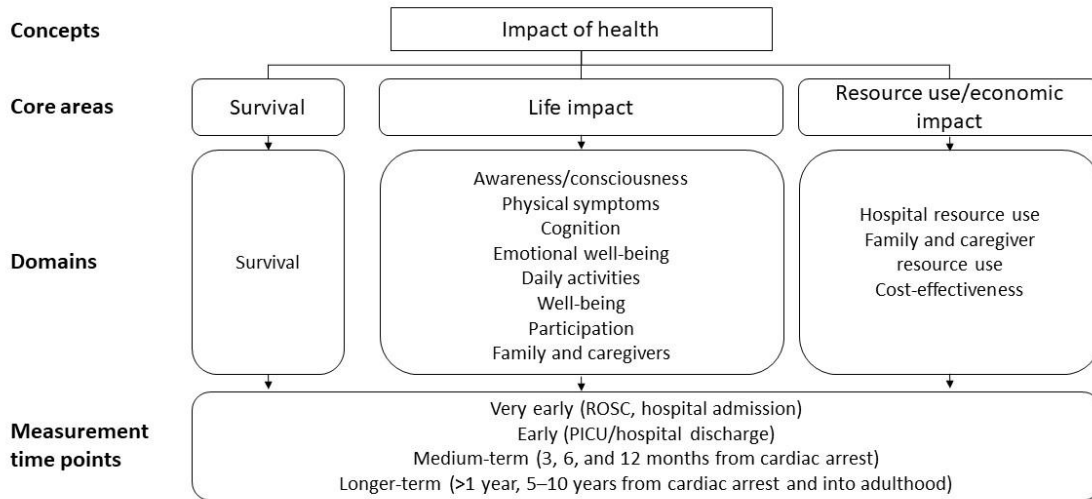 Concepts
Impact of health
Core areas
Survival
Life impact
Resource use/economic
impact
Domains
Survival
Awareness/consciousness
Physical symptoms
Cognition
Emotional well-being
Daily activities
Well-being
Participation
Family and caregivers
Hospital resource use
Family and caregiver
resource use
Cost-effectiveness
Measurement
time points
Very early (ROSC, hospital admission)
Early (PICU/hospital discharge)
Medium-term (3, 6, and 12 months from cardiac arrest)
Longer-term (>1 year, 5–10 years from cardiac arrest and into adulthood)